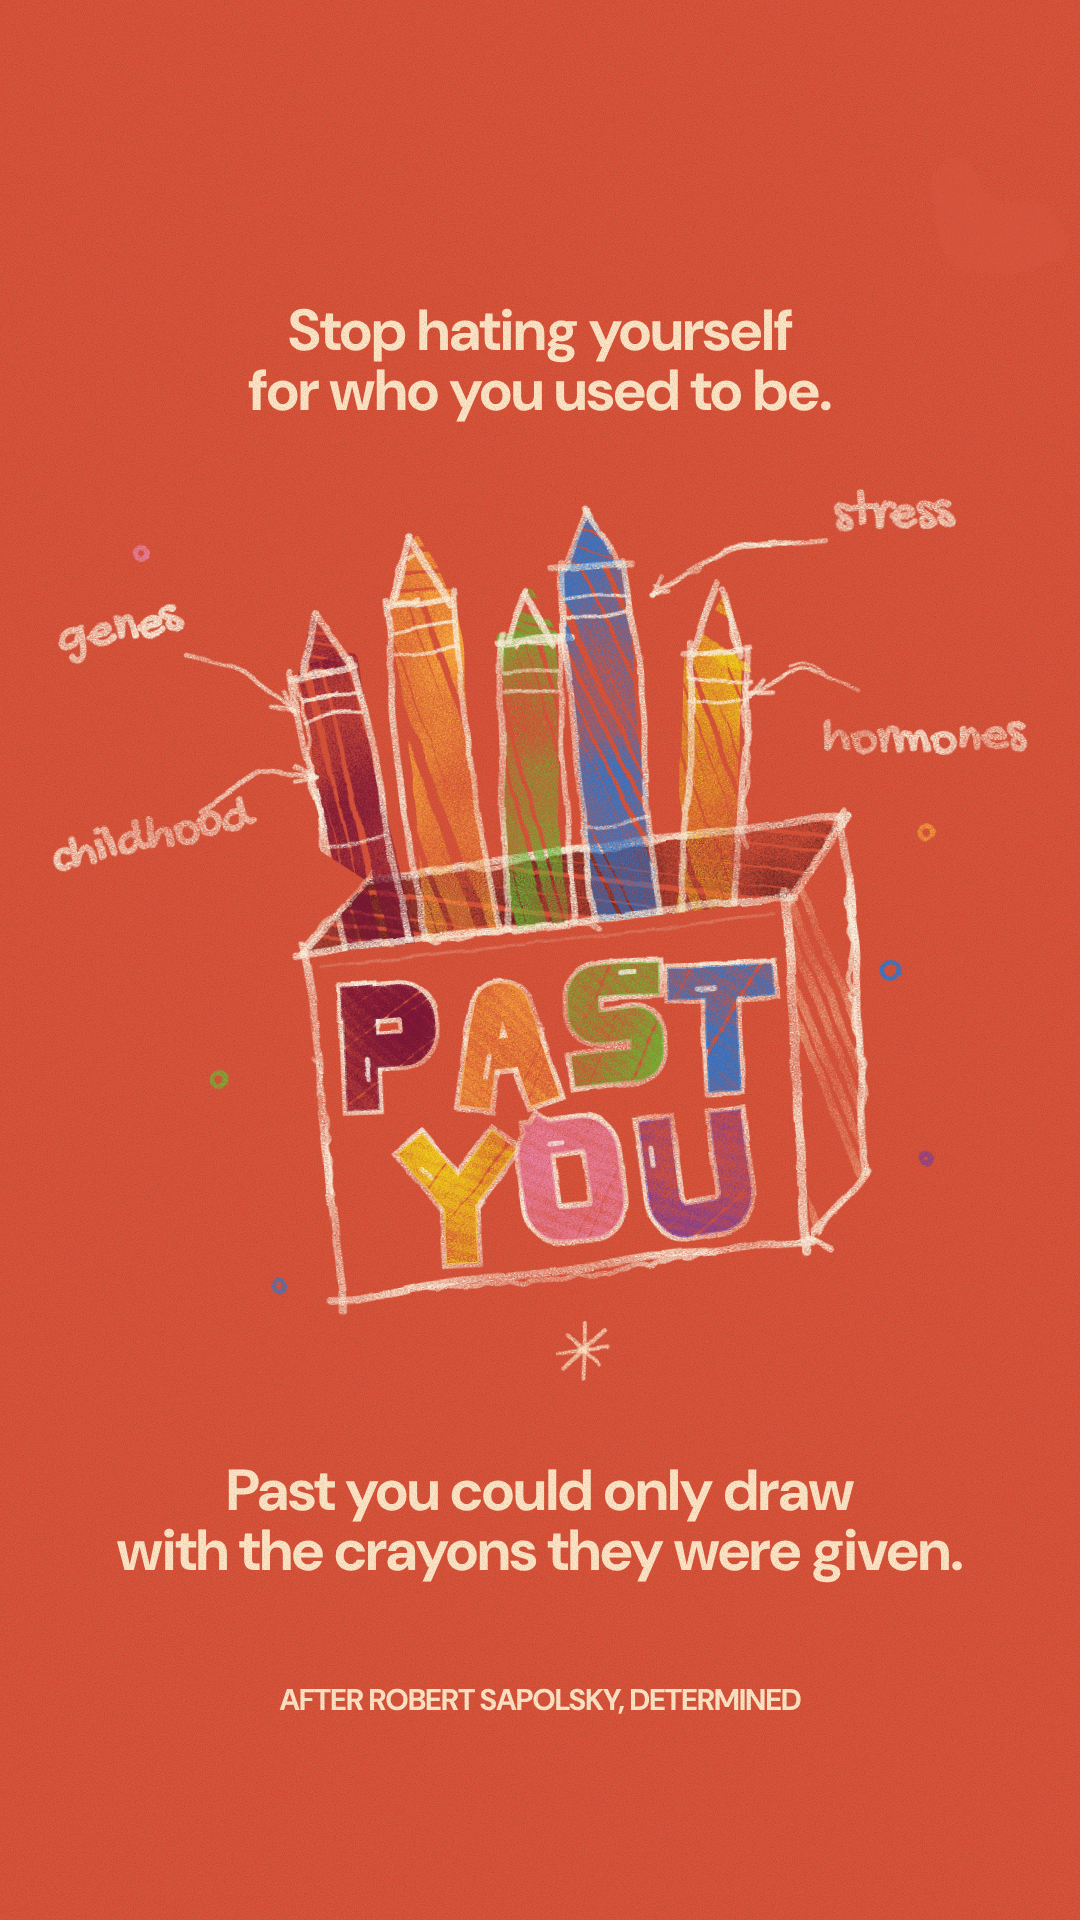 Stop hating yourself
for who you used to be.
stress
genes
hormones
childhood
PAST
YOU
Past you could only draw
with the crayons they were given.
AFTER ROBERT SAPOLSKY, DETERMINED